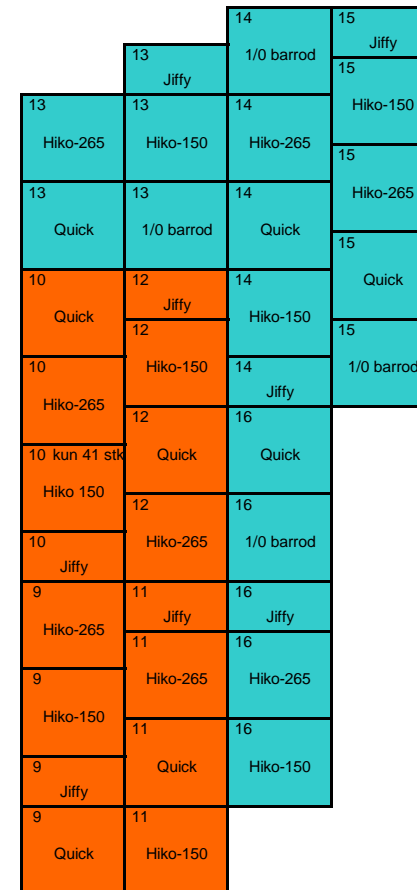 13
Hiko-265
13
Quick
10
Quick
10
Hiko-265
10 kun 41 stk
Hiko 150
10
Jiffy
9
Hiko-265
9
Hiko-150
9
Jiffy
9
Quick
13
Jiffy
13
Hiko-150
13
1/0 barrod
12
Jiffy
12
Hiko-150
12
Quick
12
Hiko-265
11
Jiffy
11
Hiko-265
11
Quick
11
Hiko-150
14
1/0 barrod
14
Hiko-265
14
Quick
14
Hiko-150
14
Jiffy
16
Quick
16
1/0 barrod
16
Jiffy
16
Hiko-265
16
Hiko-150
15
Jiffy
15
Hiko-150
15
Hiko-265
15
Quick
15
1/0 barrod